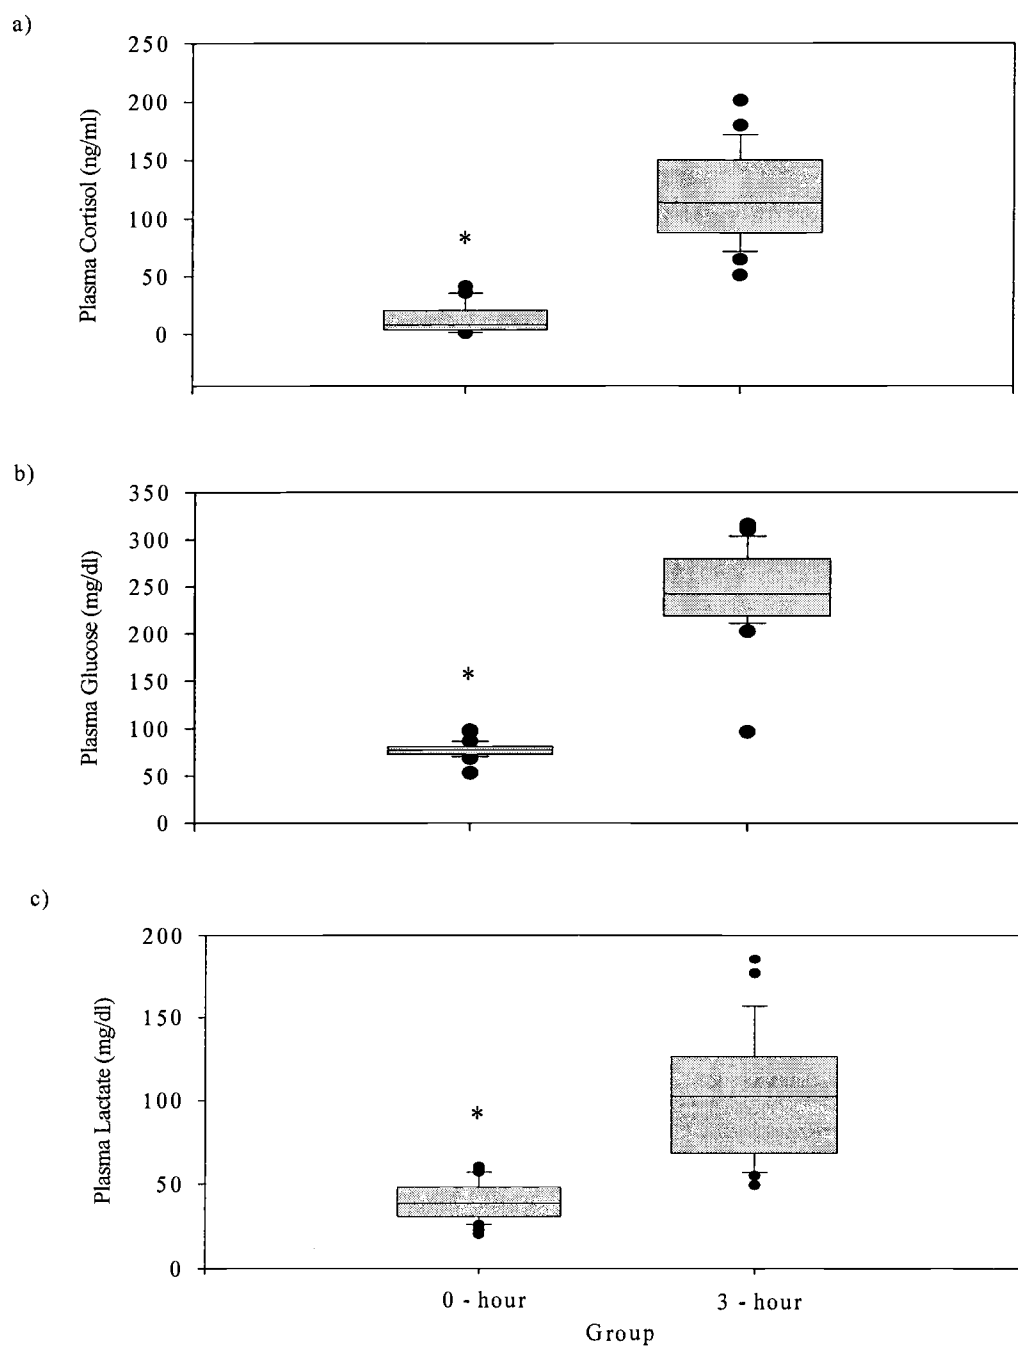 a)
Plasma Cortisol (ng/ml)
250
200
150
100
50
0
*
b)
Plasma Glucose (mg/dl)
350
300
250
200
150
100
50
0
*
c)
Plasma Lactate (mg/dl)
200
150
100
50
0
*
0 - hour 3 - hour
Group